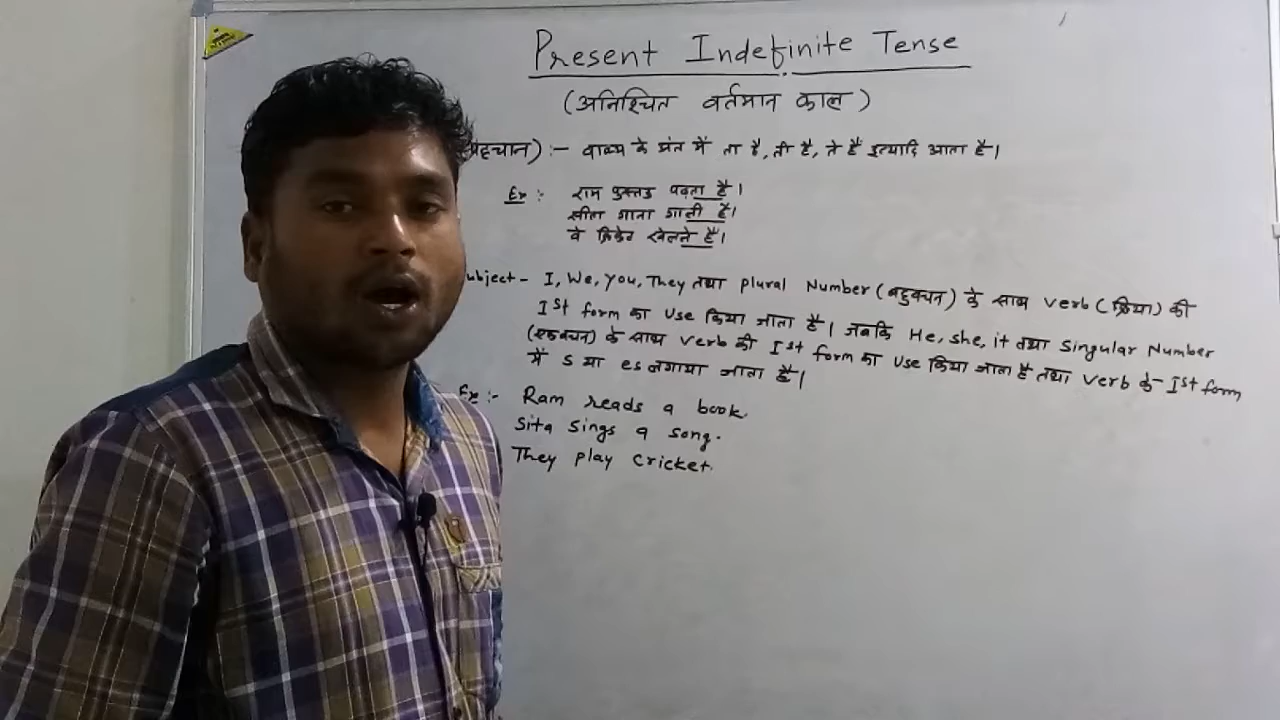 Present Indefinite Tense
(अनिश्चित वर्तमान काल)
पहचान) :- वाक्य के अंत में ता है, ती है, ते हैं इत्यादि आता है।
Ex :- राम पुस्तक पढ़ता है।
सीता गाना गाती है।
वे क्रिकेट खेलते हैं।
ubject - I, We, You, They तथा Plural Number (बहुवचन) के साथ Verb (क्रिया) की
Ist form का Use किया जाता है। जबकि He, she, it तथा Singular Number
(एकवचन) के साथ Verb की Ist form का Use किया जाता है तथा Verb के Ist form
में s या es लगाया जाता है।
Ex :- Ram reads a book.
Sita Sings a song.
They play cricket.